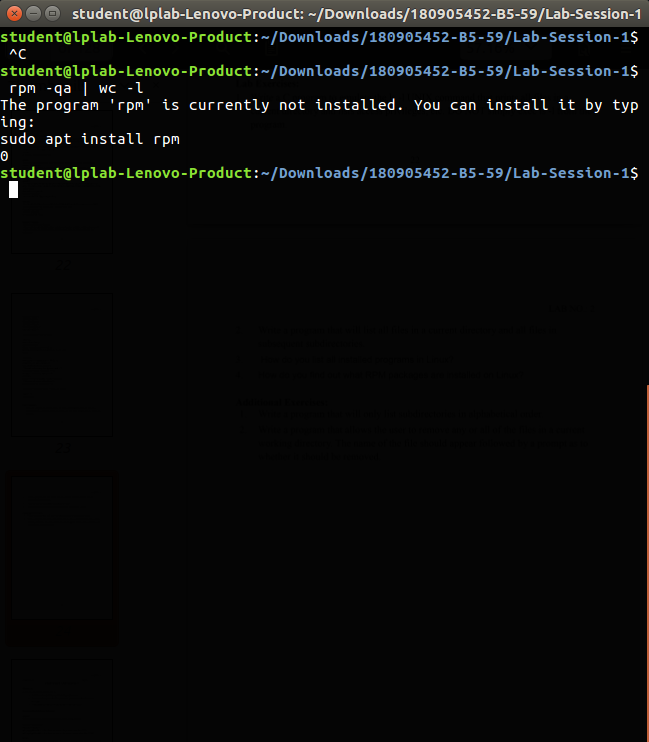 student@lplab-Lenovo-Product: ~/Downloads/180905452-B5-59/Lab-Session-1
student@lplab-Lenovo-Product:~/Downloads/180905452-B5-59/Lab-Session-1$
^C
student@lplab-Lenovo-Product:~/Downloads/180905452-B5-59/Lab-Session-1$
rpm -qa | wc -l
The program 'rpm' is currently not installed. You can install it by typ
ing:
sudo apt install rpm
0
student@lplab-Lenovo-Product:~/Downloads/180905452-B5-59/Lab-Session-1$